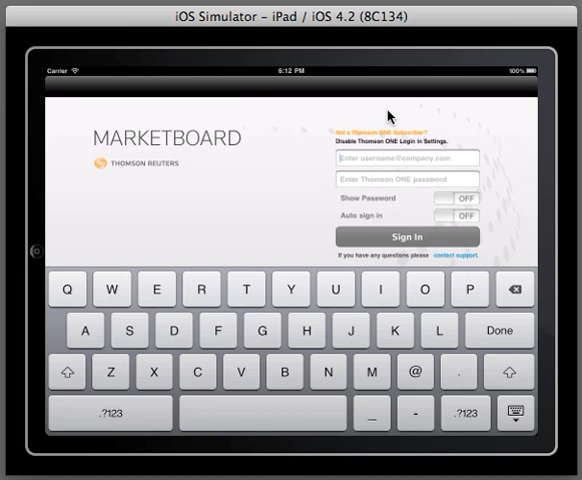 iOS Simulator – iPad / iOS 4.2 (8C134)
Carrier 6:12 PM 100%
MARKETBOARD
THOMSON REUTERS
Not a Thomson ONE Subscriber?
Disable Thomson ONE Login in Settings.
Enter username@company.com
Enter Thomson ONE password
Show Password OFF
Auto sign in OFF
Sign In
If you have any questions please contact support.
Q W E R T Y U I O P
A S D F G H J K L Done
Z X C V B N M @ .
.?123 _ - .?123